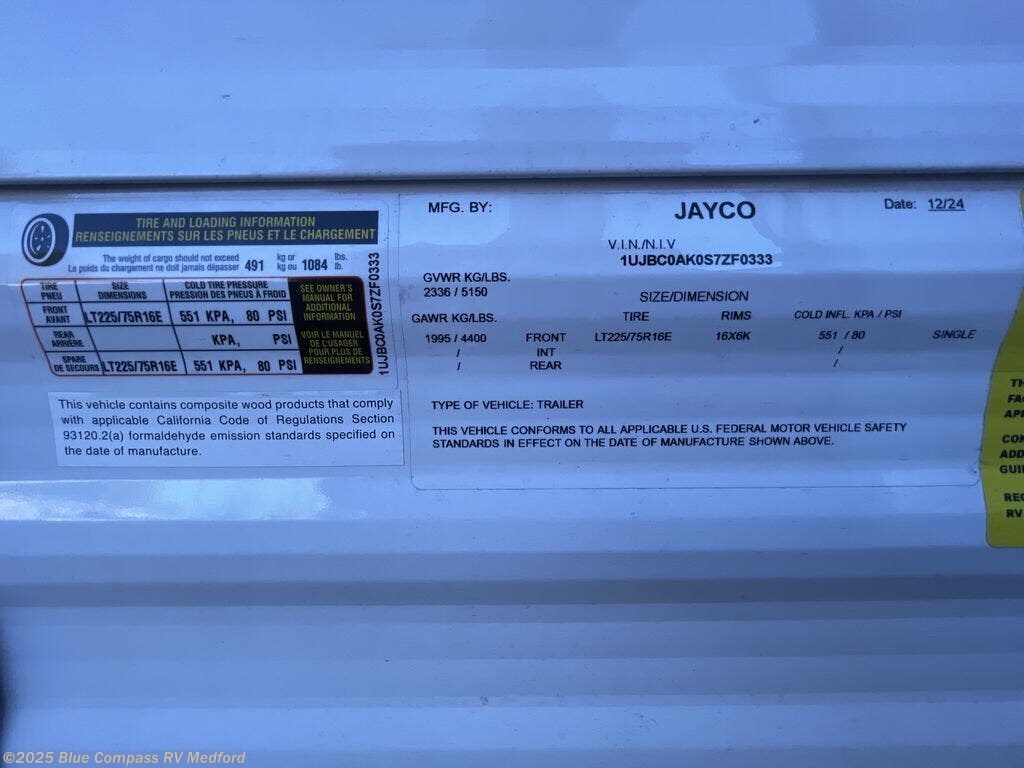 TIRE AND LOADING INFORMATION
RENSEIGNEMENTS SUR LES PNEUS ET LE CHARGEMENT
The weight of cargo should not exceed 491 kg or 1084 lbs.
Le poids du chargement ne doit jamais dépasser kg ou lb.
TIRE PNEU SIZE DIMENSIONS COLD TIRE PRESSURE PRESSION DES PNEUS À FROID
FRONT AVANT LT225/75R16E 551 KPA, 80 PSI
REAR ARRIÈRE KPA, PSI
SPARE DE SECOURS LT225/75R16E 551 KPA, 80 PSI
SEE OWNER'S
MANUAL FOR
ADDITIONAL
INFORMATION
VOIR LE MANUEL
DE L'USAGER
POUR PLUS DE
RENSEIGNEMENTS
1UJBC0AK0S7ZF0333
This vehicle contains composite wood products that comply
with applicable California Code of Regulations Section
93120.2(a) formaldehyde emission standards specified on
the date of manufacture.
MFG. BY: JAYCO Date: 12/24
V.I.N./N.I.V
1UJBC0AK0S7ZF0333
GVWR KG/LBS.
2336 / 5150
SIZE/DIMENSION
GAWR KG/LBS. TIRE RIMS COLD INFL. KPA / PSI
1995 / 4400 FRONT LT225/75R16E 16X6K 551 / 80 SINGLE
/ INT /
/ REAR /
TYPE OF VEHICLE: TRAILER
THIS VEHICLE CONFORMS TO ALL APPLICABLE U.S. FEDERAL MOTOR VEHICLE SAFETY
STANDARDS IN EFFECT ON THE DATE OF MANUFACTURE SHOWN ABOVE.
RV
©2025 Blue Compass RV Medford